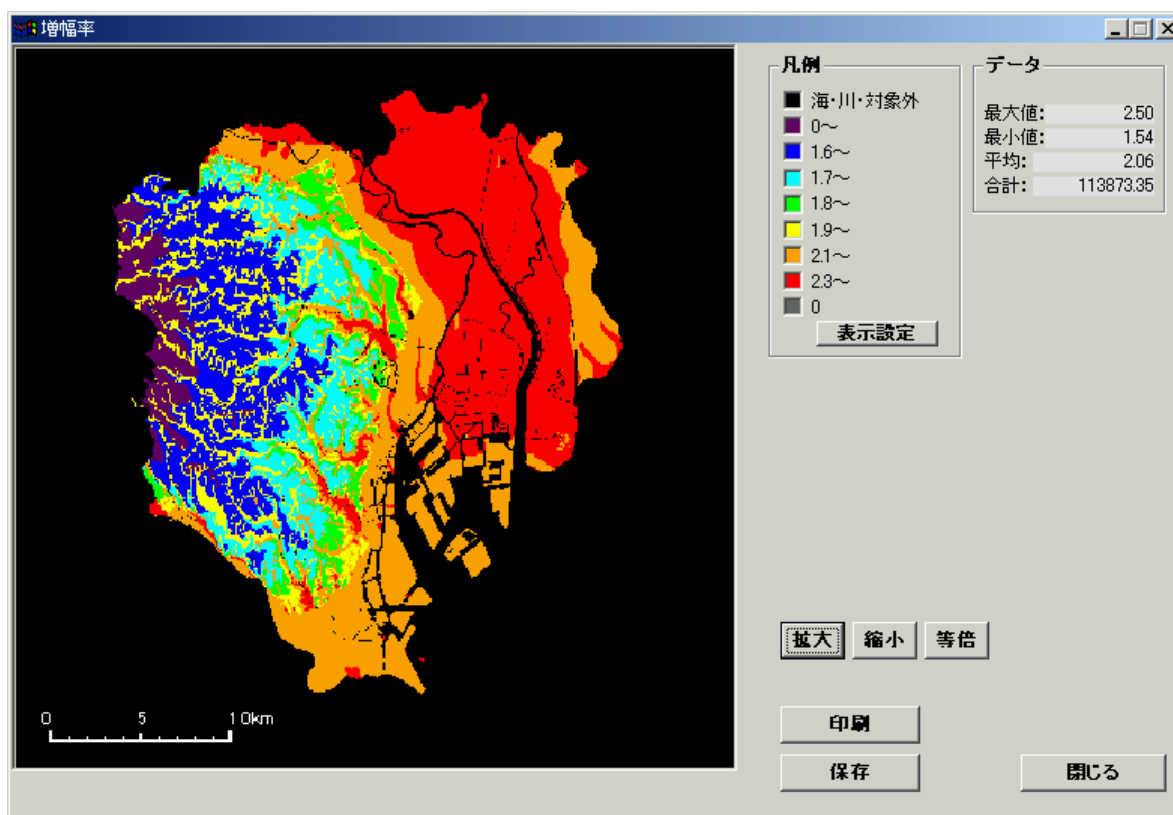 増幅率
凡例
海・川・対象外
0～
1.6～
1.7～
1.8～
1.9～
2.1～
2.3～
0
表示設定
データ
最大値: 2.50
最小値: 1.54
平均: 2.06
合計: 113873.35
拡大 縮小 等倍
印刷
保存 閉じる
0 5 10km